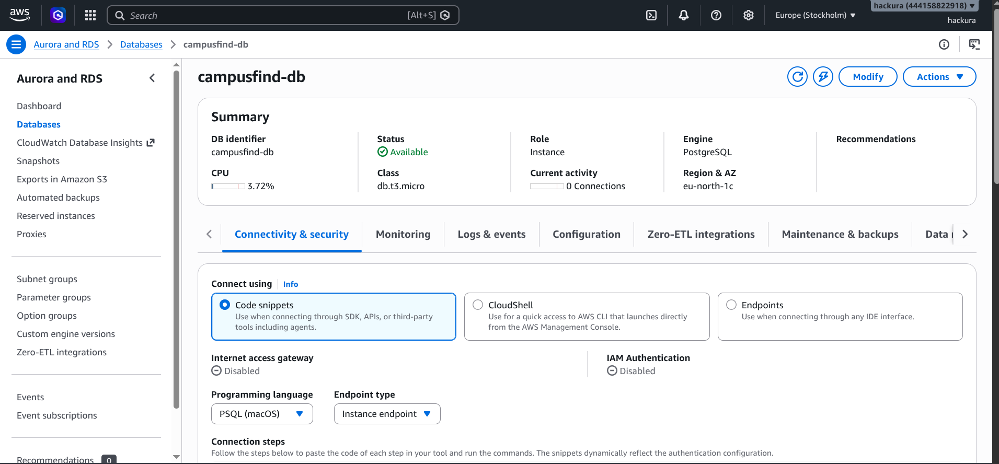 aws
Search [Alt+S]
Europe (Stockholm)
hackura (444158822918)
hackura
Aurora and RDS
Databases
campusfind-db
Aurora and RDS
Dashboard
Databases
CloudWatch Database Insights
Snapshots
Exports in Amazon S3
Automated backups
Reserved instances
Proxies
Subnet groups
Parameter groups
Option groups
Custom engine versions
Zero-ETL integrations
Events
Event subscriptions
Recommendations 0
campusfind-db
Modify
Actions
Summary
DB identifier
campusfind-db
Status
Available
Role
Instance
Engine
PostgreSQL
Recommendations
CPU
3.72%
Class
db.t3.micro
Current activity
0 Connections
Region & AZ
eu-north-1c
Connectivity & security
Monitoring
Logs & events
Configuration
Zero-ETL integrations
Maintenance & backups
Data
Connect using
Info
Code snippets
Use when connecting through SDK, APIs, or third-party
tools including agents.
CloudShell
Use for a quick access to AWS CLI that launches directly
from the AWS Management Console.
Endpoints
Use when connecting through any IDE interface.
Internet access gateway
Disabled
IAM Authentication
Disabled
Programming language
PSQL (macOS)
Endpoint type
Instance endpoint
Connection steps
Follow the steps below to paste the code of each step in your tool and run the commands. The snippets dynamically reflect the authentication configuration.